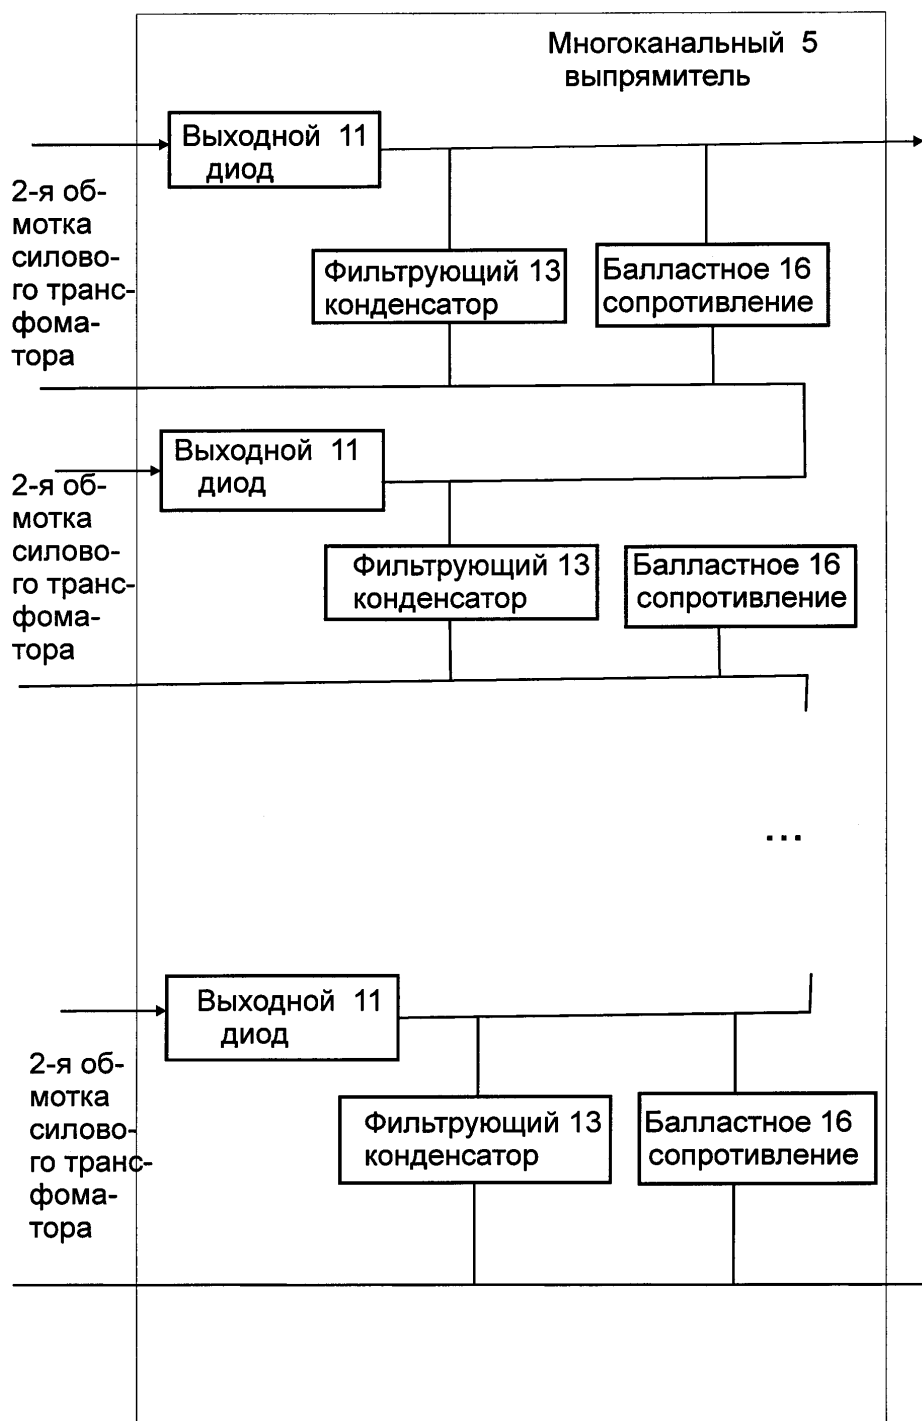 Многоканальный 5
выпрямитель
Выходной 11
диод
2-я об-
мотка
силово-
го транс-
фома-
тора
Фильтрующий 13
конденсатор
Балластное 16
сопротивление
Выходной 11
диод
2-я об-
мотка
силово-
го транс-
фома-
тора
Фильтрующий 13
конденсатор
Балластное 16
сопротивление
...
Выходной 11
диод
2-я об-
мотка
силово-
го транс-
фома-
тора
Фильтрующий 13
конденсатор
Балластное 16
сопротивление